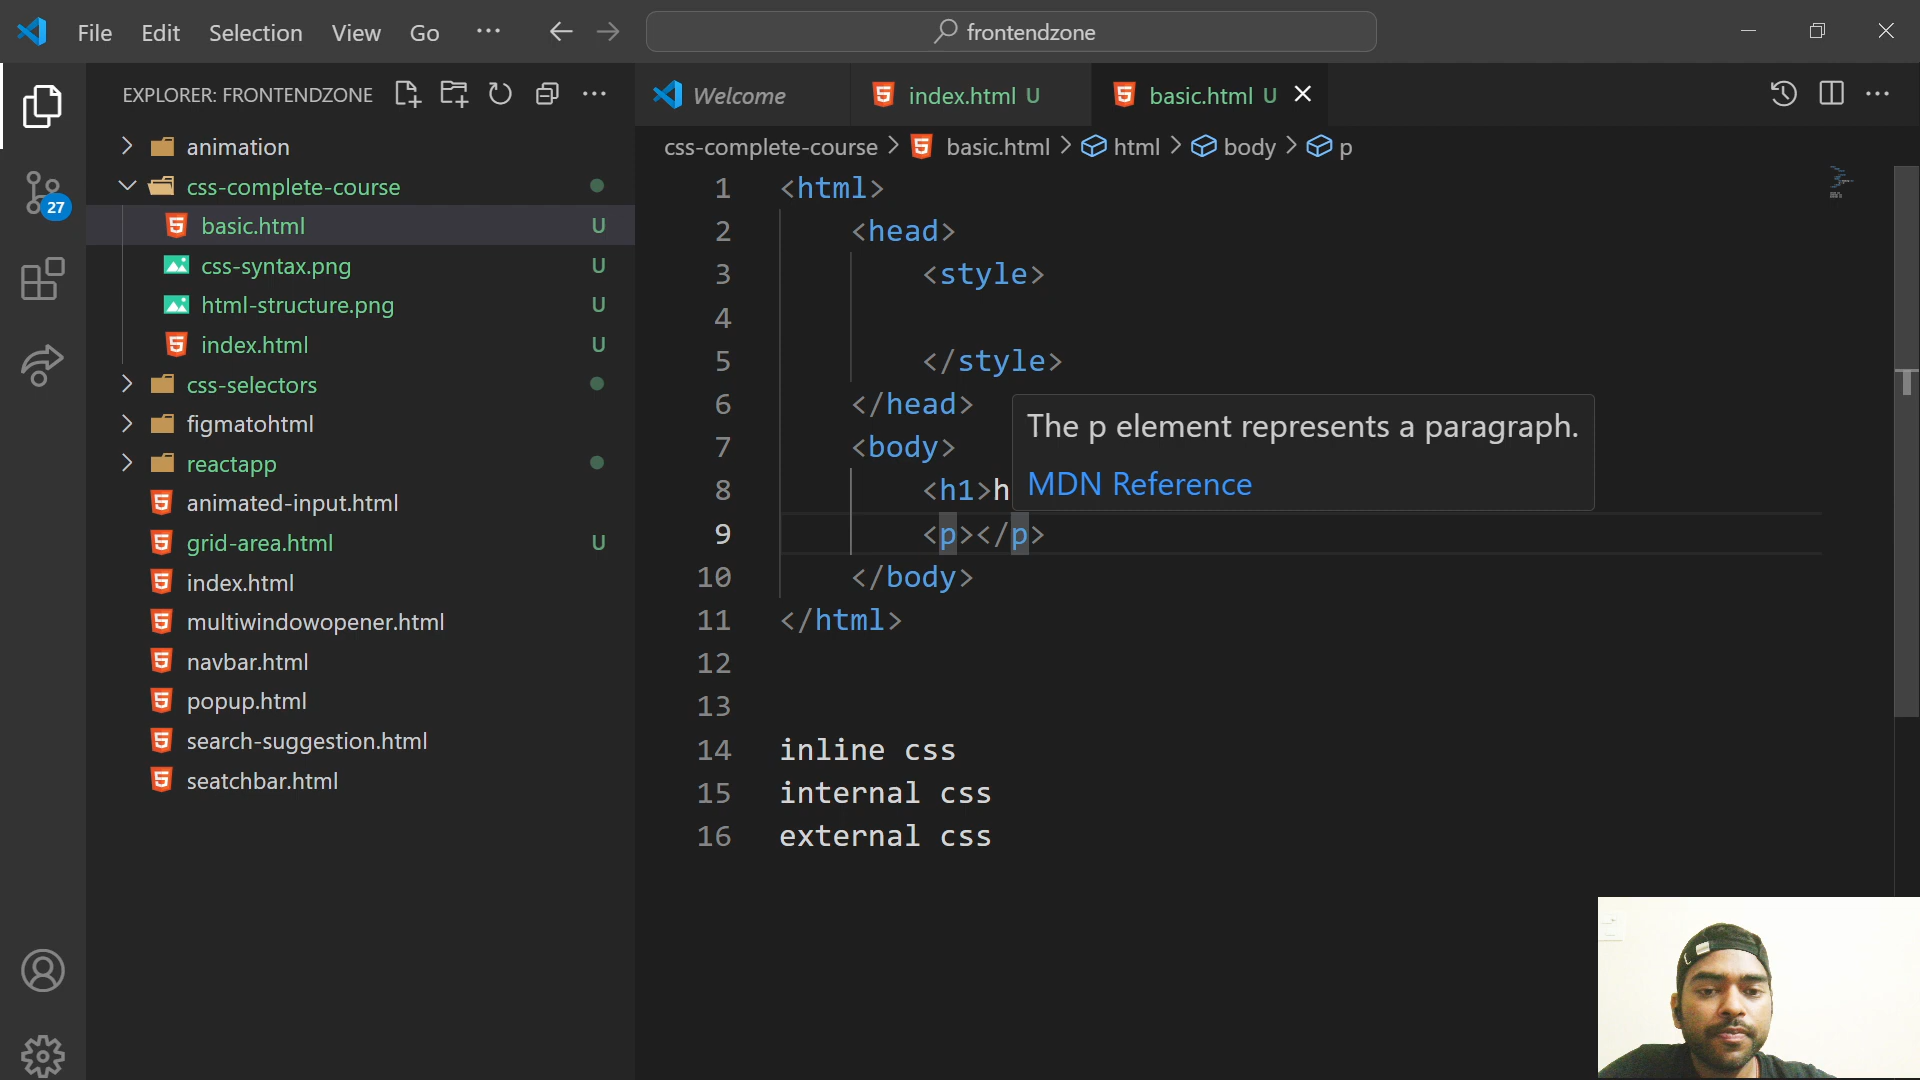 File Edit Selection View Go ··· frontendzone
EXPLORER: FRONTENDZONE
animation
css-complete-course
basic.html U
css-syntax.png U
html-structure.png U
index.html U
css-selectors
figmatohtml
reactapp
animated-input.html
grid-area.html U
index.html
multiwindowopener.html
navbar.html
popup.html
search-suggestion.html
seatchbar.html
27
Welcome index.html U basic.html U
css-complete-course > basic.html > html > body > p
1 <html>
2 <head>
3 <style>
4
5 </style>
6 </head>
7 <body>
8 <h1>h
9 <p></p>
10 </body>
11 </html>
12
13
14 inline css
15 internal css
16 external css
The p element represents a paragraph.
MDN Reference